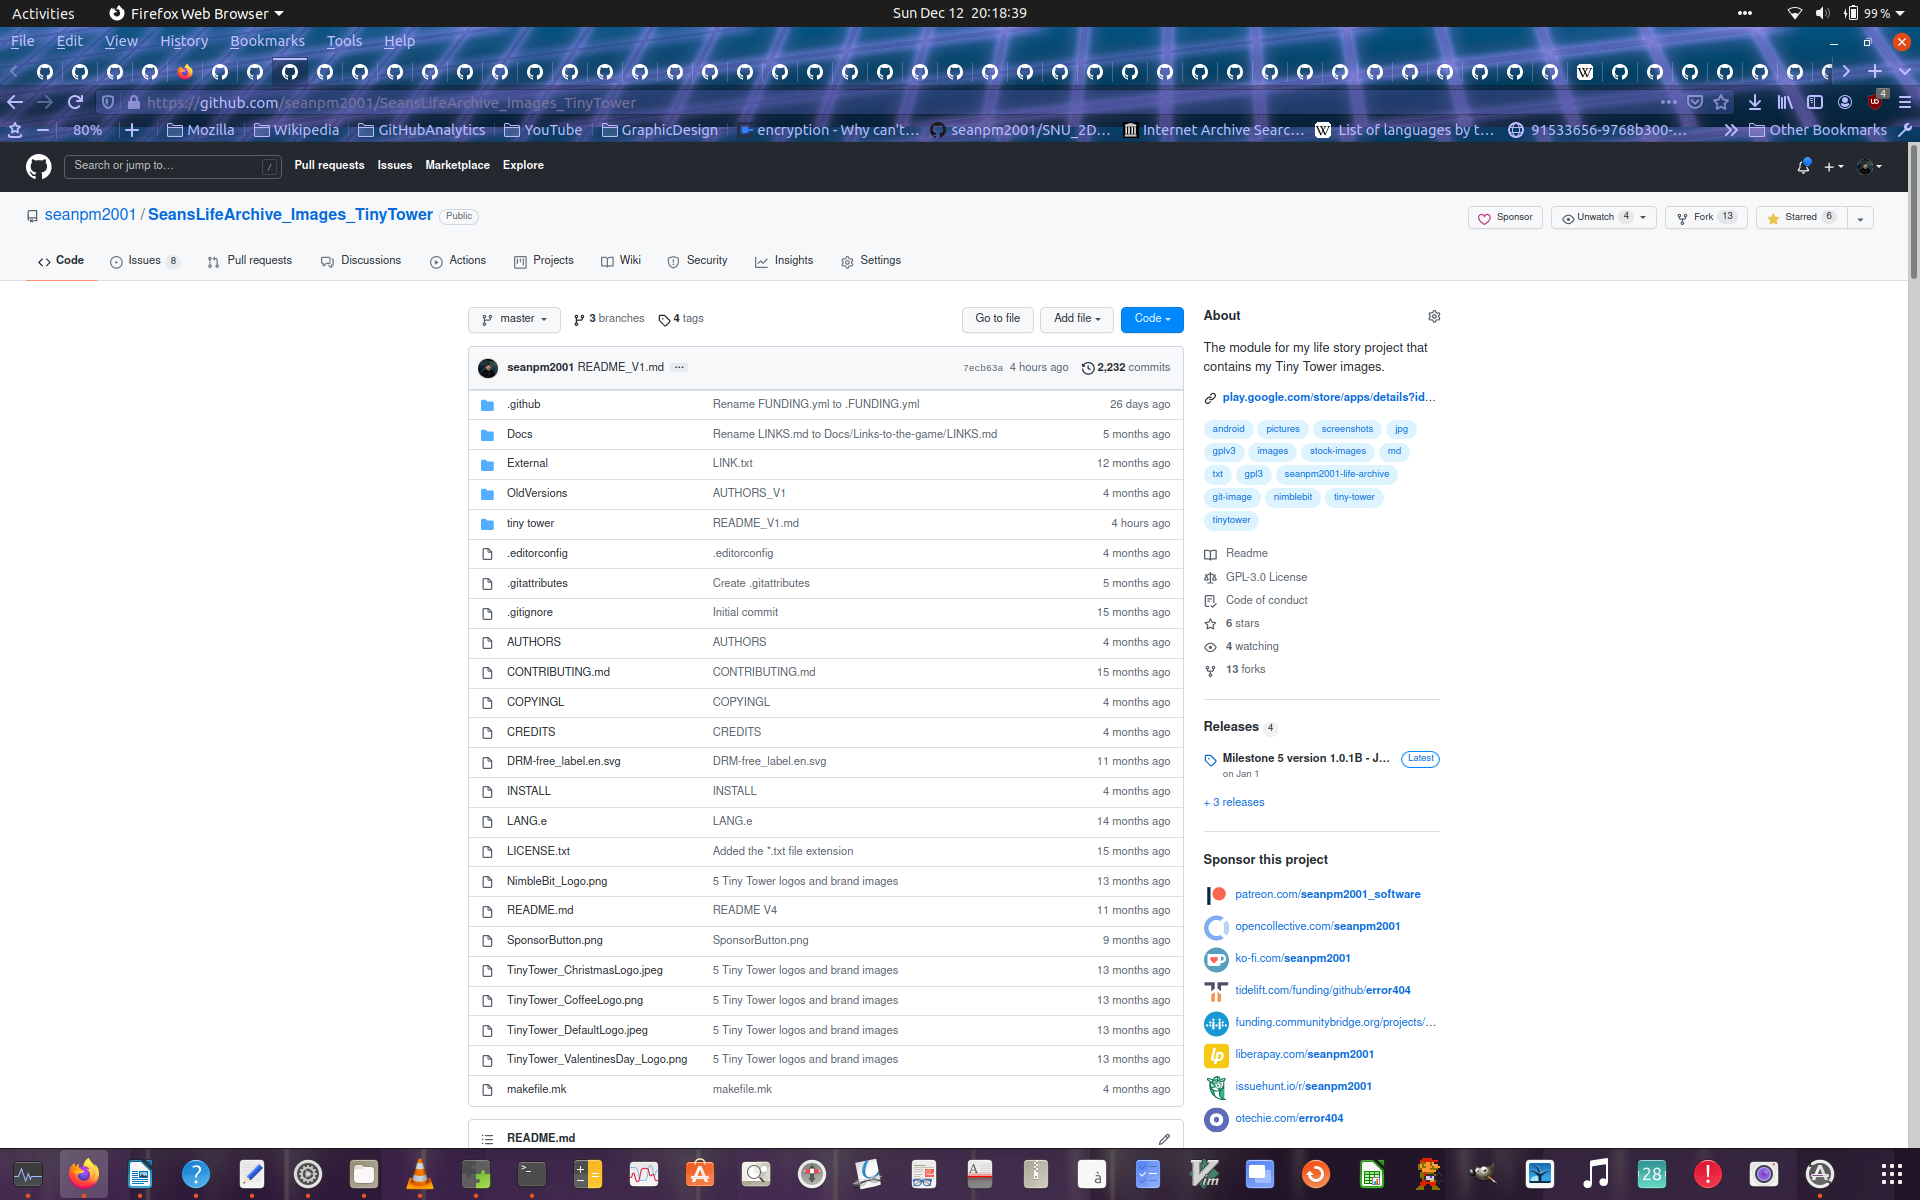 Activities Firefox Web Browser Sun Dec 12 20:18:39 99 %
File Edit View History Bookmarks Tools Help
https://github.com/seanpm2001/SeansLifeArchive_Images_TinyTower 4
80% Mozilla Wikipedia GitHubAnalytics YouTube GraphicDesign encryption - Why can't... seanpm2001/SNU_2D... Internet Archive Searc... List of languages by t... 91533656-9768b300-... Other Bookmarks
Search or jump to... / Pull requests Issues Marketplace Explore
seanpm2001 / SeansLifeArchive_Images_TinyTower Public Sponsor Unwatch 4 Fork 13 Starred 6
Code Issues 8 Pull requests Discussions Actions Projects Wiki Security Insights Settings
master 3 branches 4 tags Go to file Add file Code
seanpm2001 README_V1.md ... 7ecb63a 4 hours ago 2,232 commits
.github Rename FUNDING.yml to .FUNDING.yml 26 days ago
Docs Rename LINKS.md to Docs/Links-to-the-game/LINKS.md 5 months ago
External LINK.txt 12 months ago
OldVersions AUTHORS_V1 4 months ago
tiny tower README_V1.md 4 hours ago
.editorconfig .editorconfig 4 months ago
.gitattributes Create .gitattributes 5 months ago
.gitignore Initial commit 15 months ago
AUTHORS AUTHORS 4 months ago
CONTRIBUTING.md CONTRIBUTING.md 15 months ago
COPYINGL COPYINGL 4 months ago
CREDITS CREDITS 4 months ago
DRM-free_label.en.svg DRM-free_label.en.svg 11 months ago
INSTALL INSTALL 4 months ago
LANG.e LANG.e 14 months ago
LICENSE.txt Added the *.txt file extension 15 months ago
NimbleBit_Logo.png 5 Tiny Tower logos and brand images 13 months ago
README.md README V4 11 months ago
SponsorButton.png SponsorButton.png 9 months ago
TinyTower_ChristmasLogo.jpeg 5 Tiny Tower logos and brand images 13 months ago
TinyTower_CoffeeLogo.png 5 Tiny Tower logos and brand images 13 months ago
TinyTower_DefaultLogo.jpeg 5 Tiny Tower logos and brand images 13 months ago
TinyTower_ValentinesDay_Logo.png 5 Tiny Tower logos and brand images 13 months ago
makefile.mk makefile.mk 4 months ago
README.md
About
The module for my life story project that
contains my Tiny Tower images.
play.google.com/store/apps/details?id...
android pictures screenshots jpg
gplv3 images stock-images md
txt gpl3 seanpm2001-life-archive
git-image nimblebit tiny-tower
tinytower
Readme
GPL-3.0 License
Code of conduct
6 stars
4 watching
13 forks
Releases 4
Milestone 5 version 1.0.1B - J... Latest
on Jan 1
+ 3 releases
Sponsor this project
patreon.com/seanpm2001_software
opencollective.com/seanpm2001
ko-fi.com/seanpm2001
tidelift.com/funding/github/error404
funding.communitybridge.org/projects/...
liberapay.com/seanpm2001
issuehunt.io/r/seanpm2001
otechie.com/error404
28